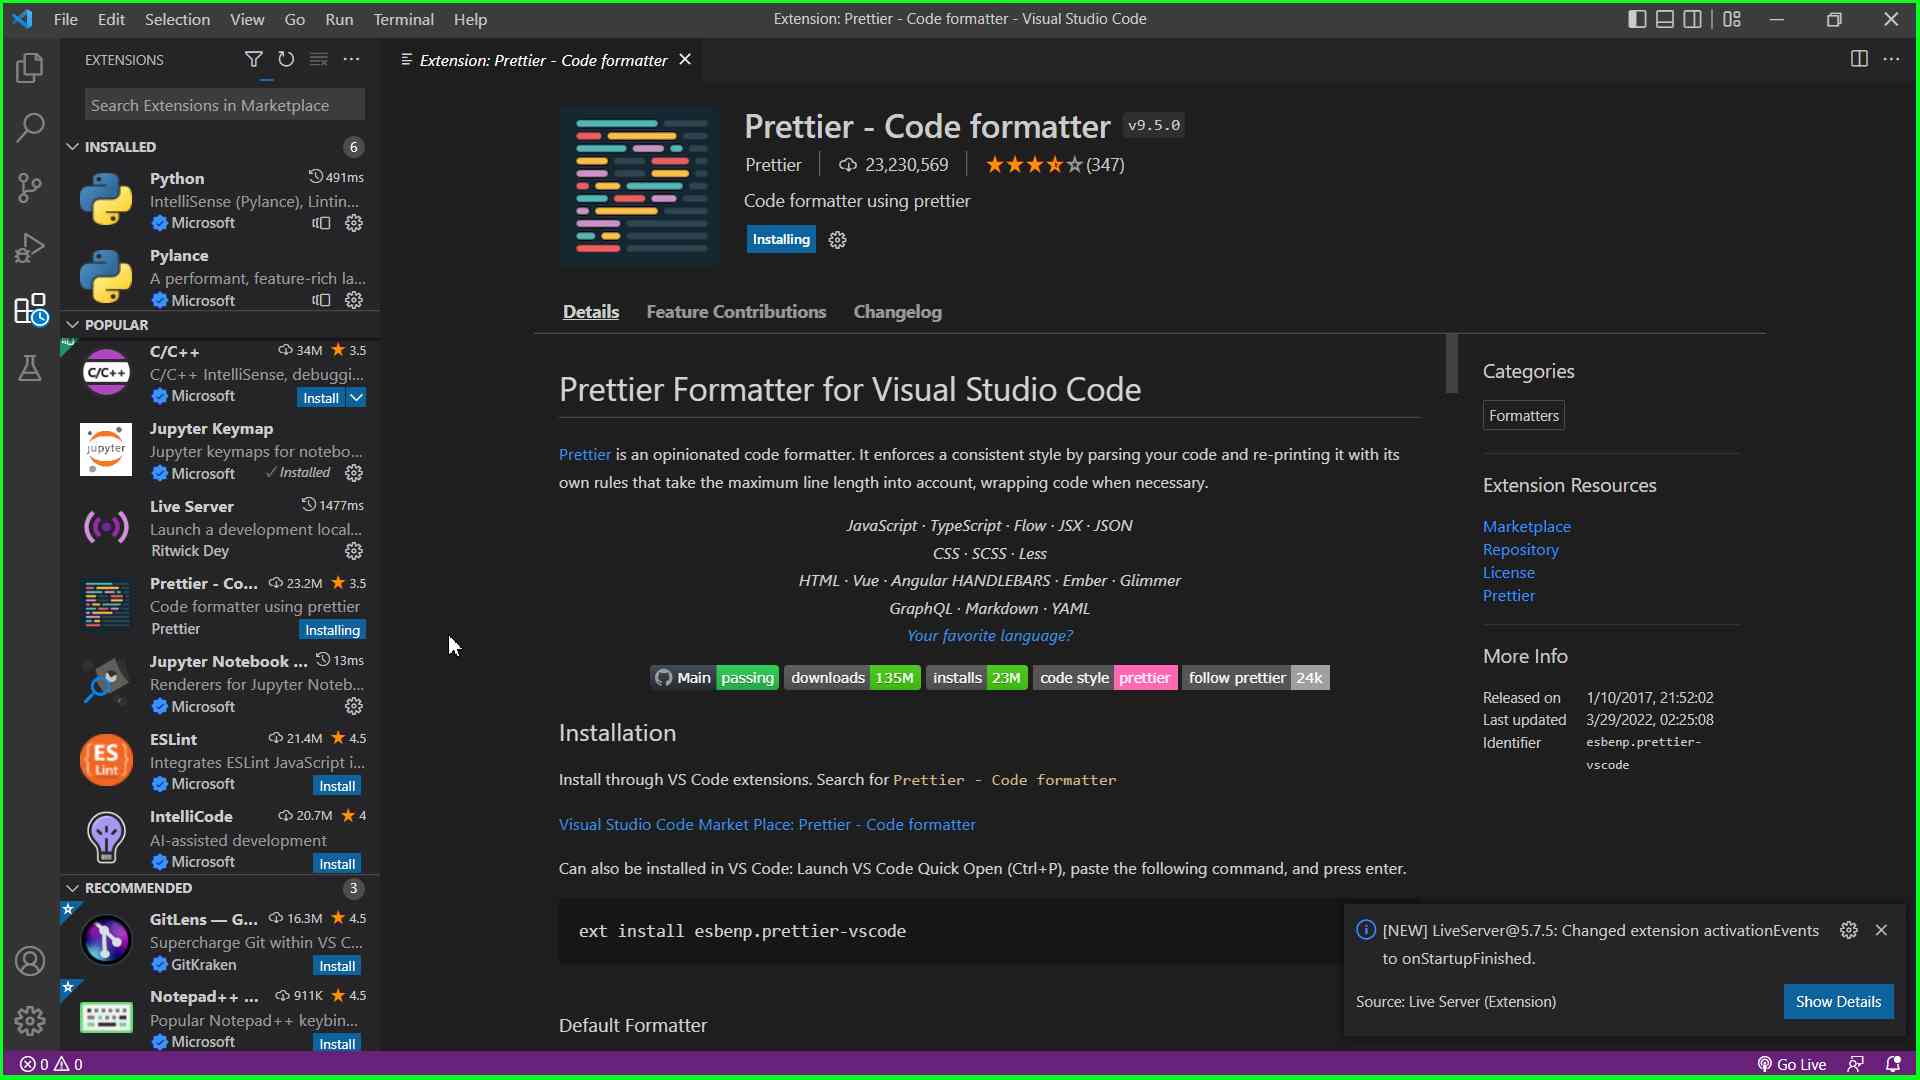 File Edit Selection View Go Run Terminal Help
Extension: Prettier - Code formatter - Visual Studio Code
EXTENSIONS
Search Extensions in Marketplace
INSTALLED 6
Python 491ms
IntelliSense (Pylance), Lintin...
Microsoft
Pylance
A performant, feature-rich la...
Microsoft
POPULAR
C/C++ 34M 3.5
C/C++
C/C++ IntelliSense, debuggi...
Microsoft Install
Jupyter Keymap
jupyter
Jupyter keymaps for notebo...
Microsoft Installed
Live Server 1477ms
Launch a development local...
Ritwick Dey
Prettier - Co... 23.2M 3.5
Code formatter using prettier
Prettier Installing
Jupyter Notebook ... 13ms
Renderers for Jupyter Noteb...
Microsoft
ESLint 21.4M 4.5
ES
Lint
Integrates ESLint JavaScript i...
Microsoft Install
IntelliCode 20.7M 4
AI-assisted development
Microsoft Install
RECOMMENDED 3
GitLens — G... 16.3M 4.5
Supercharge Git within VS C...
GitKraken Install
Notepad++ ... 911K 4.5
Popular Notepad++ keybin...
Microsoft Install
Extension: Prettier - Code formatter
Prettier - Code formatter v9.5.0
Prettier 23,230,569 (347)
Code formatter using prettier
Installing
Details Feature Contributions Changelog
Prettier Formatter for Visual Studio Code
Prettier is an opinionated code formatter. It enforces a consistent style by parsing your code and re-printing it with its
own rules that take the maximum line length into account, wrapping code when necessary.
JavaScript · TypeScript · Flow · JSX · JSON
CSS · SCSS · Less
HTML · Vue · Angular HANDLEBARS · Ember · Glimmer
GraphQL · Markdown · YAML
Your favorite language?
Main passing downloads 135M installs 23M code style prettier follow prettier 24k
Installation
Install through VS Code extensions. Search for Prettier - Code formatter
Visual Studio Code Market Place: Prettier - Code formatter
Can also be installed in VS Code: Launch VS Code Quick Open (Ctrl+P), paste the following command, and press enter.
ext install esbenp.prettier-vscode
Default Formatter
Categories
Formatters
Extension Resources
Marketplace
Repository
License
Prettier
More Info
Released on 1/10/2017, 21:52:02
Last updated 3/29/2022, 02:25:08
Identifier esbenp.prettier-
vscode
[NEW] LiveServer@5.7.5: Changed extension activationEvents
to onStartupFinished.
Source: Live Server (Extension) Show Details
0 0 Go Live